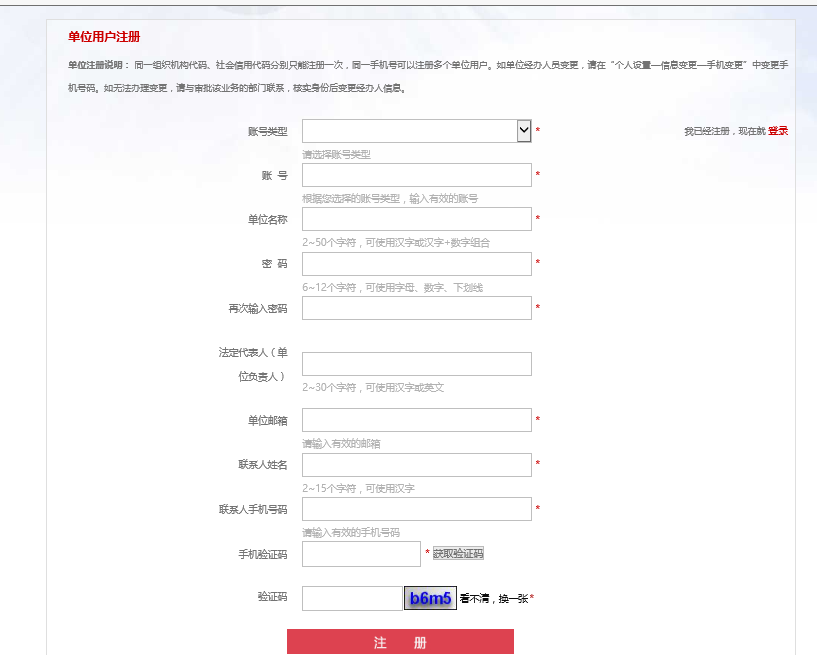 单位用户注册
单位注册说明： 同一组织机构代码、社会信用代码分别只能注册一次，同一手机号可以注册多个单位用户。如单位经办人员变更，请在“个人设置—信息变更—手机变更”中变更手
机号码。如无法办理变更，请与审批该业务的部门联系，核实身份后变更经办人信息。
账号类型 * 我已经注册，现在就 登录
请选择账号类型
账 号 *
根据您选择的账号类型，输入有效的账号
单位名称 *
2~50个字符，可使用汉字或汉字+数字组合
密 码 *
6~12个字符，可使用字母、数字、下划线
再次输入密码 *
法定代表人（单
位负责人）
2~30个字符，可使用汉字或英文
单位邮箱 *
请输入有效的邮箱
联系人姓名 *
2~15个字符，可使用汉字
联系人手机号码 *
请输入有效的手机号码
手机验证码 * 获取验证码
验证码 b6m5 看不清，换一张*
注 册